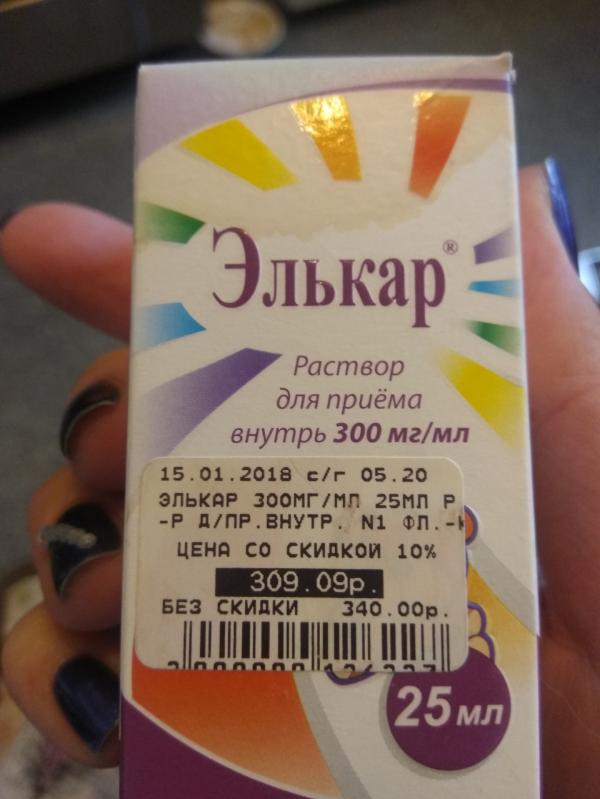 Элькар®
Раствор
для приёма
внутрь 300 мг/мл
15.01.2018 с/г 05.20
ЭЛЬКАР 300МГ/МЛ 25МЛ Р
-Р Д/ПР.ВНУТР. N1 ФЛ.-К
ЦЕНА СО СКИДКОЙ 10%
309.09р.
БЕЗ СКИДКИ 340.00р.
25 мл